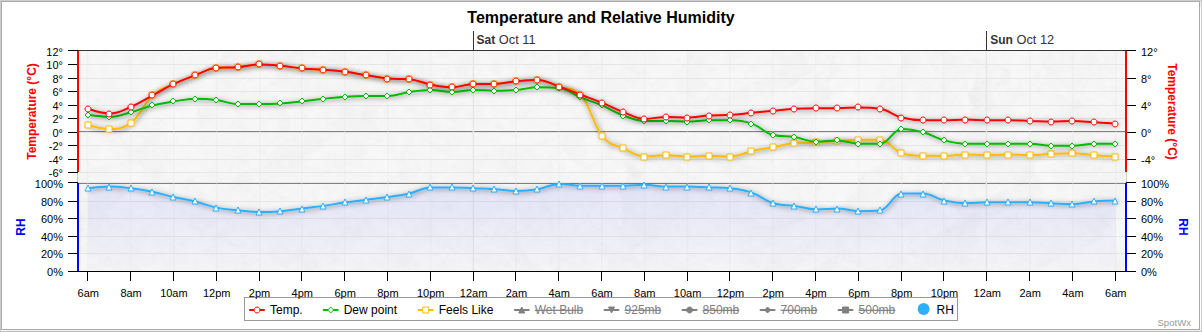 Temperature and Relative Humidity
Sat Oct 11
Sun Oct 12
12° 12°
10°
8° 8°
6°
4° 4°
2°
0° 0°
-2°
-4° -4°
-6°
Temperature (°C)
Temperature (°C)
100% 100%
80% 80%
60% 60%
40% 40%
20% 20%
0% 0%
RH
RH
6am 8am 10am 12pm 2pm 4pm 6pm 8pm 10pm 12am 2am 4am 6am 8am 10am 12pm 2pm 4pm 6pm 8pm 10pm 12am 2am 4am 6am
Temp. Dew point Feels Like Wet Bulb 925mb 850mb 700mb 500mb RH
SpotWx